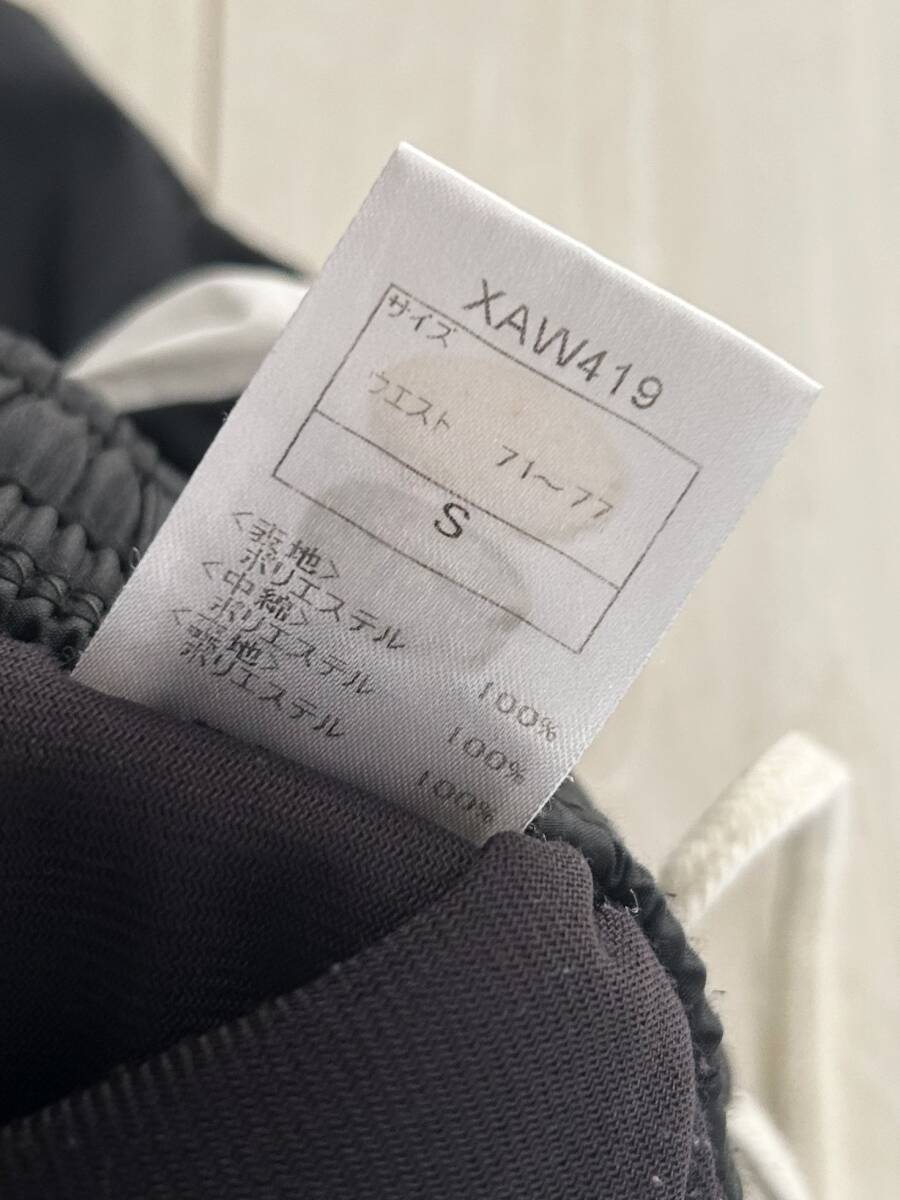 XAW419
サイズ
ウエスト 71〜77
S
<表地>
ポリエステル 100%
<中綿>
ポリエステル 100%
<裏地>
ポリエステル 100%